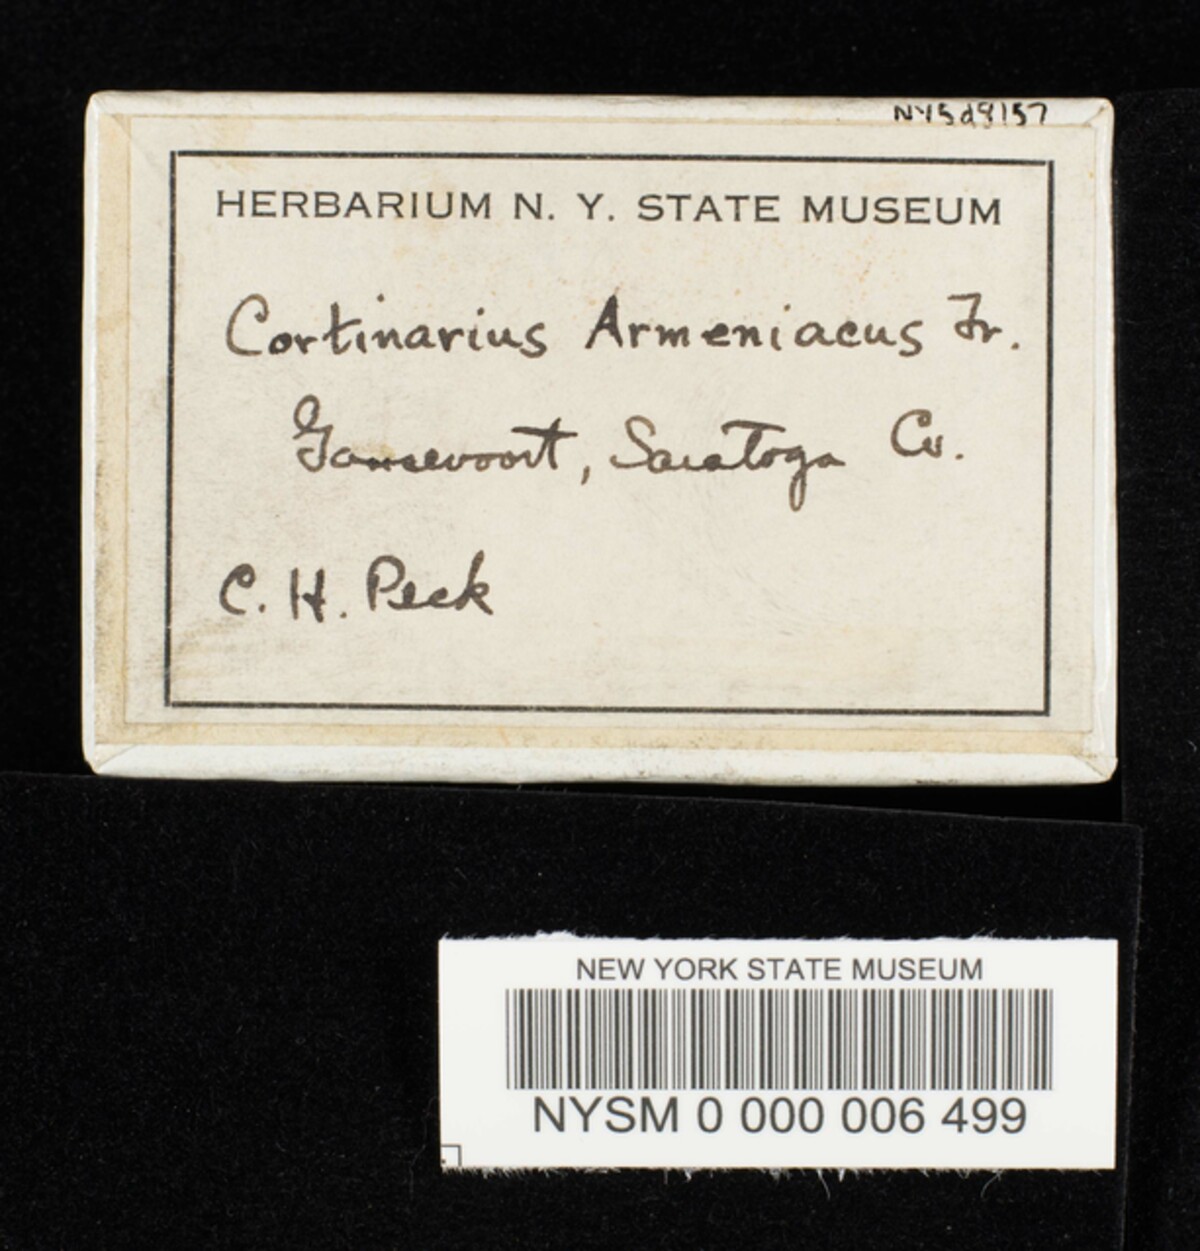 NYSd8157
HERBARIUM N. Y. STATE MUSEUM
Cortinarius Armeniacus Fr.
Gansevoort, Saratoga Co.
C. H. Peck
NEW YORK STATE MUSEUM
NYSM 0 000 006 499